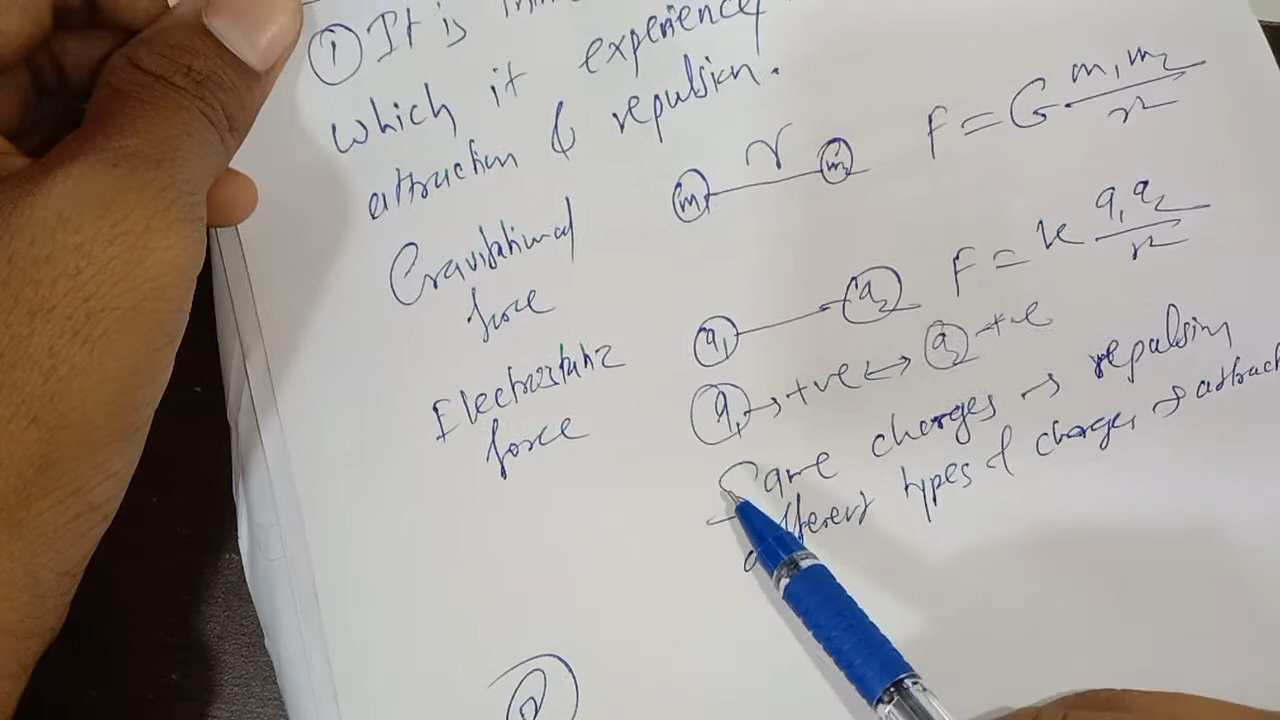 ① It is
which it experience
attraction & repulsion.
Gravitational
force
m₁ r m₂ F = G m₁m₂ / r²
Electrostatic
force
q₁ q₂ F = k q₁q₂ / r²
q₁ → +ve ↔ q₂ +ve
Same charges → repulsion
different types of charges → attract
②